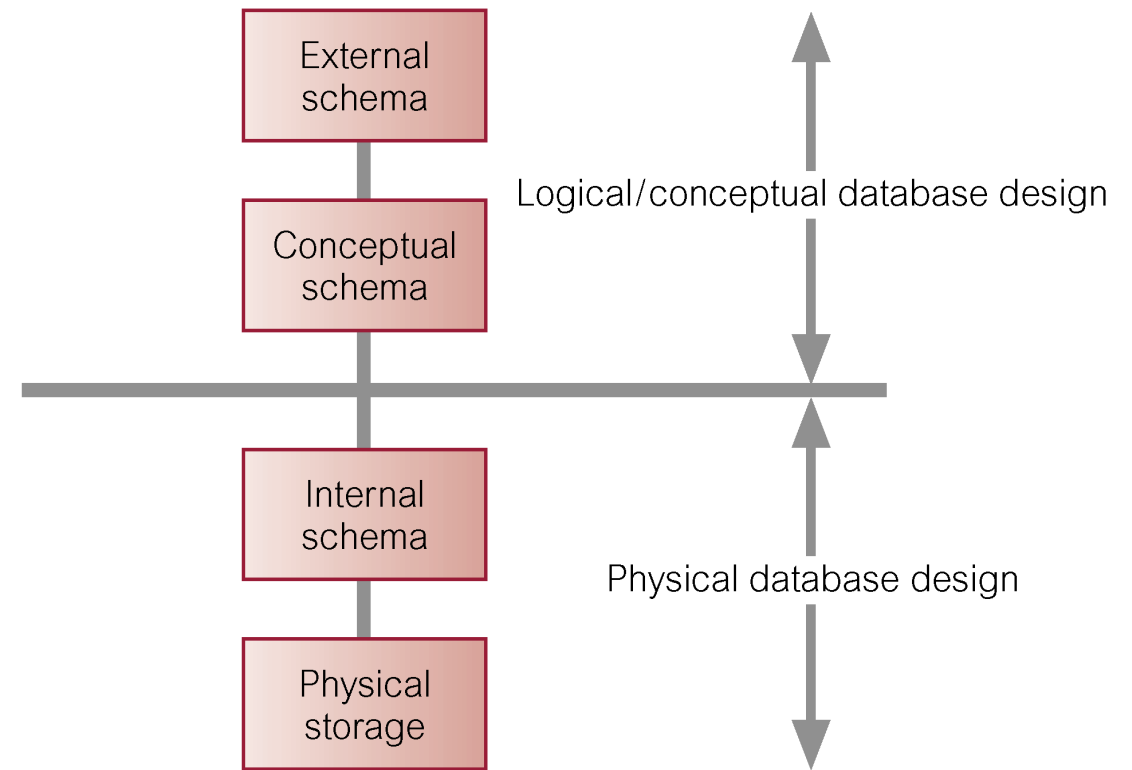 External
schema
Logical/conceptual database design
Conceptual
schema
Internal
schema
Physical database design
Physical
storage